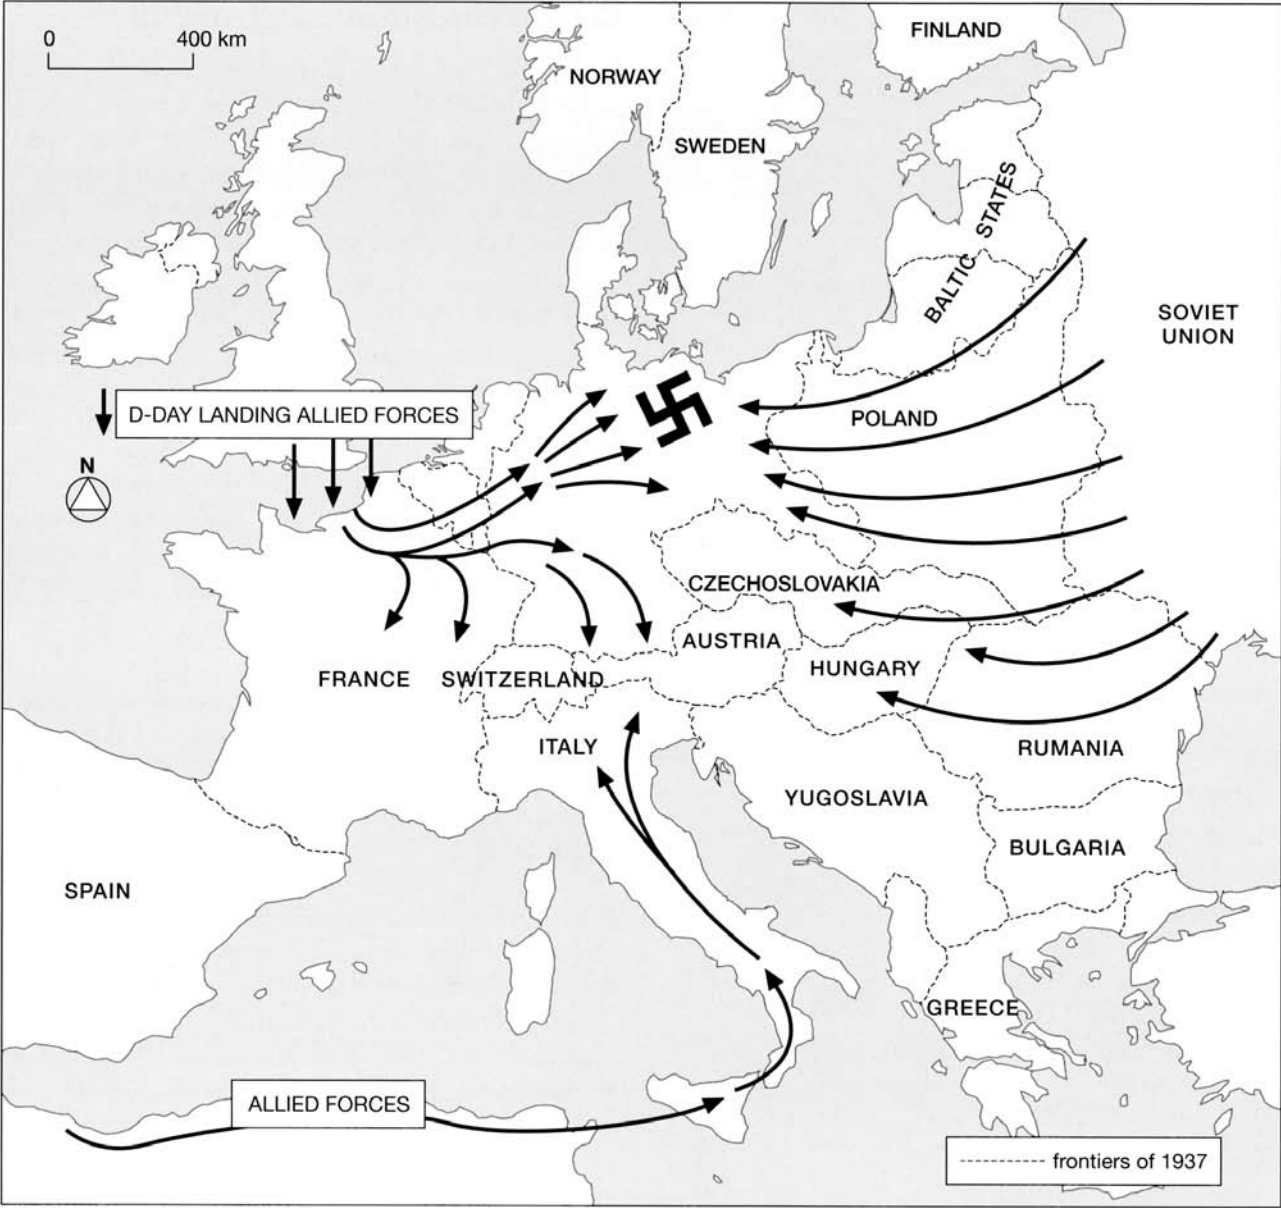 0 400 km
FINLAND
NORWAY
SWEDEN
BALTIC STATES
SOVIET
UNION
D-DAY LANDING ALLIED FORCES
POLAND
N
CZECHOSLOVAKIA
AUSTRIA
HUNGARY
FRANCE
SWITZERLAND
ITALY
RUMANIA
YUGOSLAVIA
BULGARIA
SPAIN
GREECE
ALLIED FORCES
frontiers of 1937